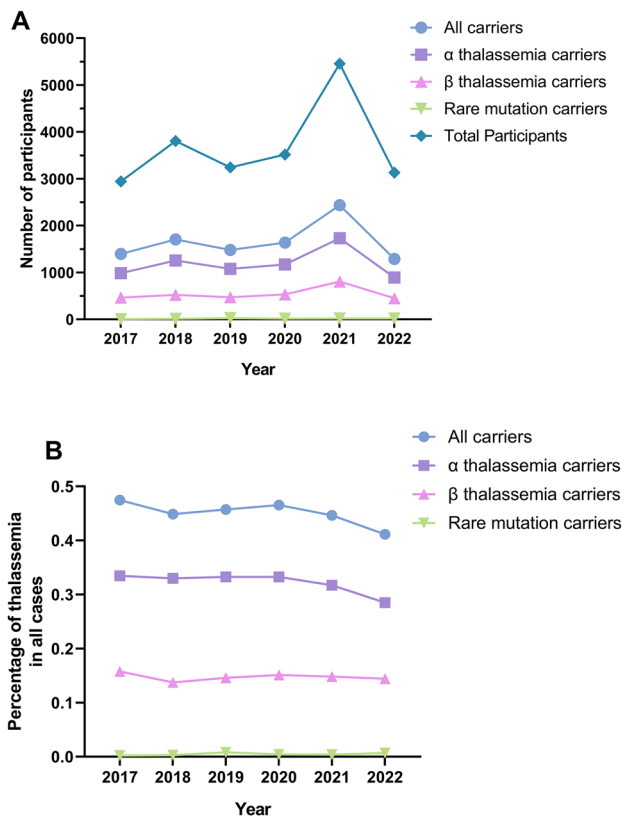 A
All carriers
α thalassemia carriers
β thalassemia carriers
Rare mutation carriers
Total Participants
Number of participants
6000
5000
4000
3000
2000
1000
0
2017 2018 2019 2020 2021 2022
Year
B
All carriers
α thalassemia carriers
β thalassemia carriers
Rare mutation carriers
Percentage of thalassemia
in all cases
0.5
0.4
0.3
0.2
0.1
0.0
2017 2018 2019 2020 2021 2022
Year